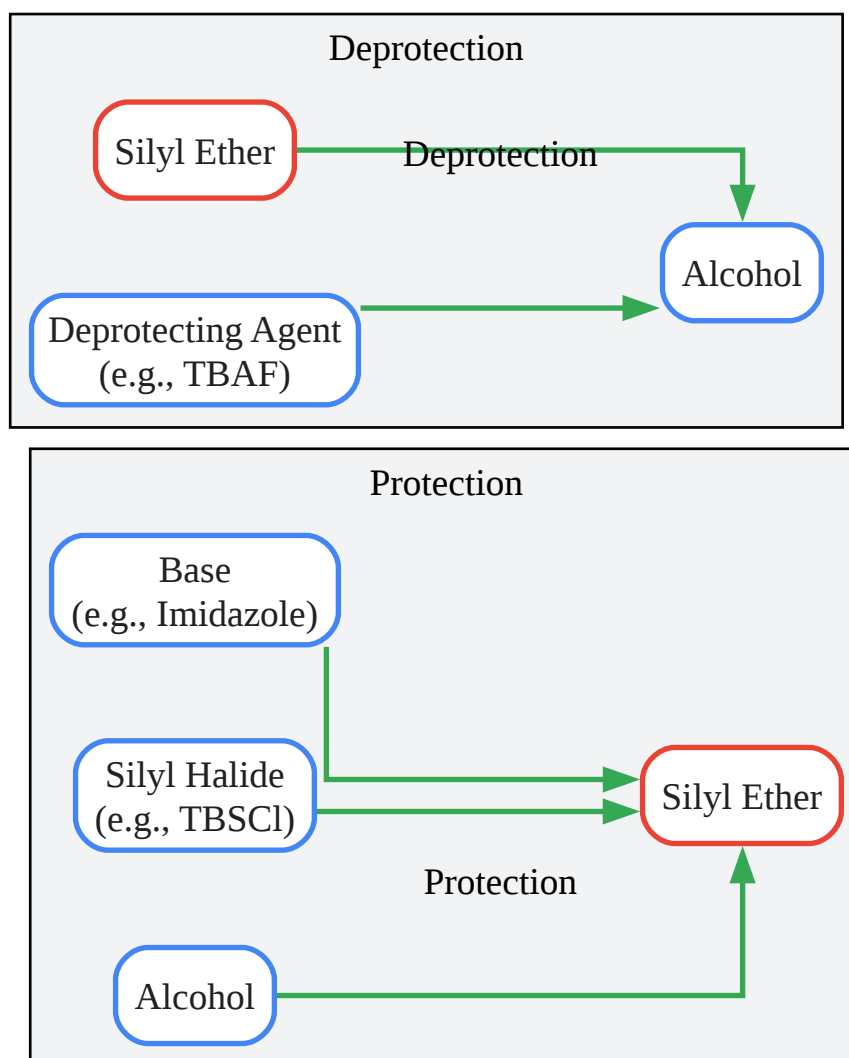 Deprotection
Silyl Ether
Deprotection
Alcohol
Deprotecting Agent
(e.g., TBAF)
Protection
Base
(e.g., Imidazole)
Silyl Halide
(e.g., TBSCl)
Silyl Ether
Protection
Alcohol